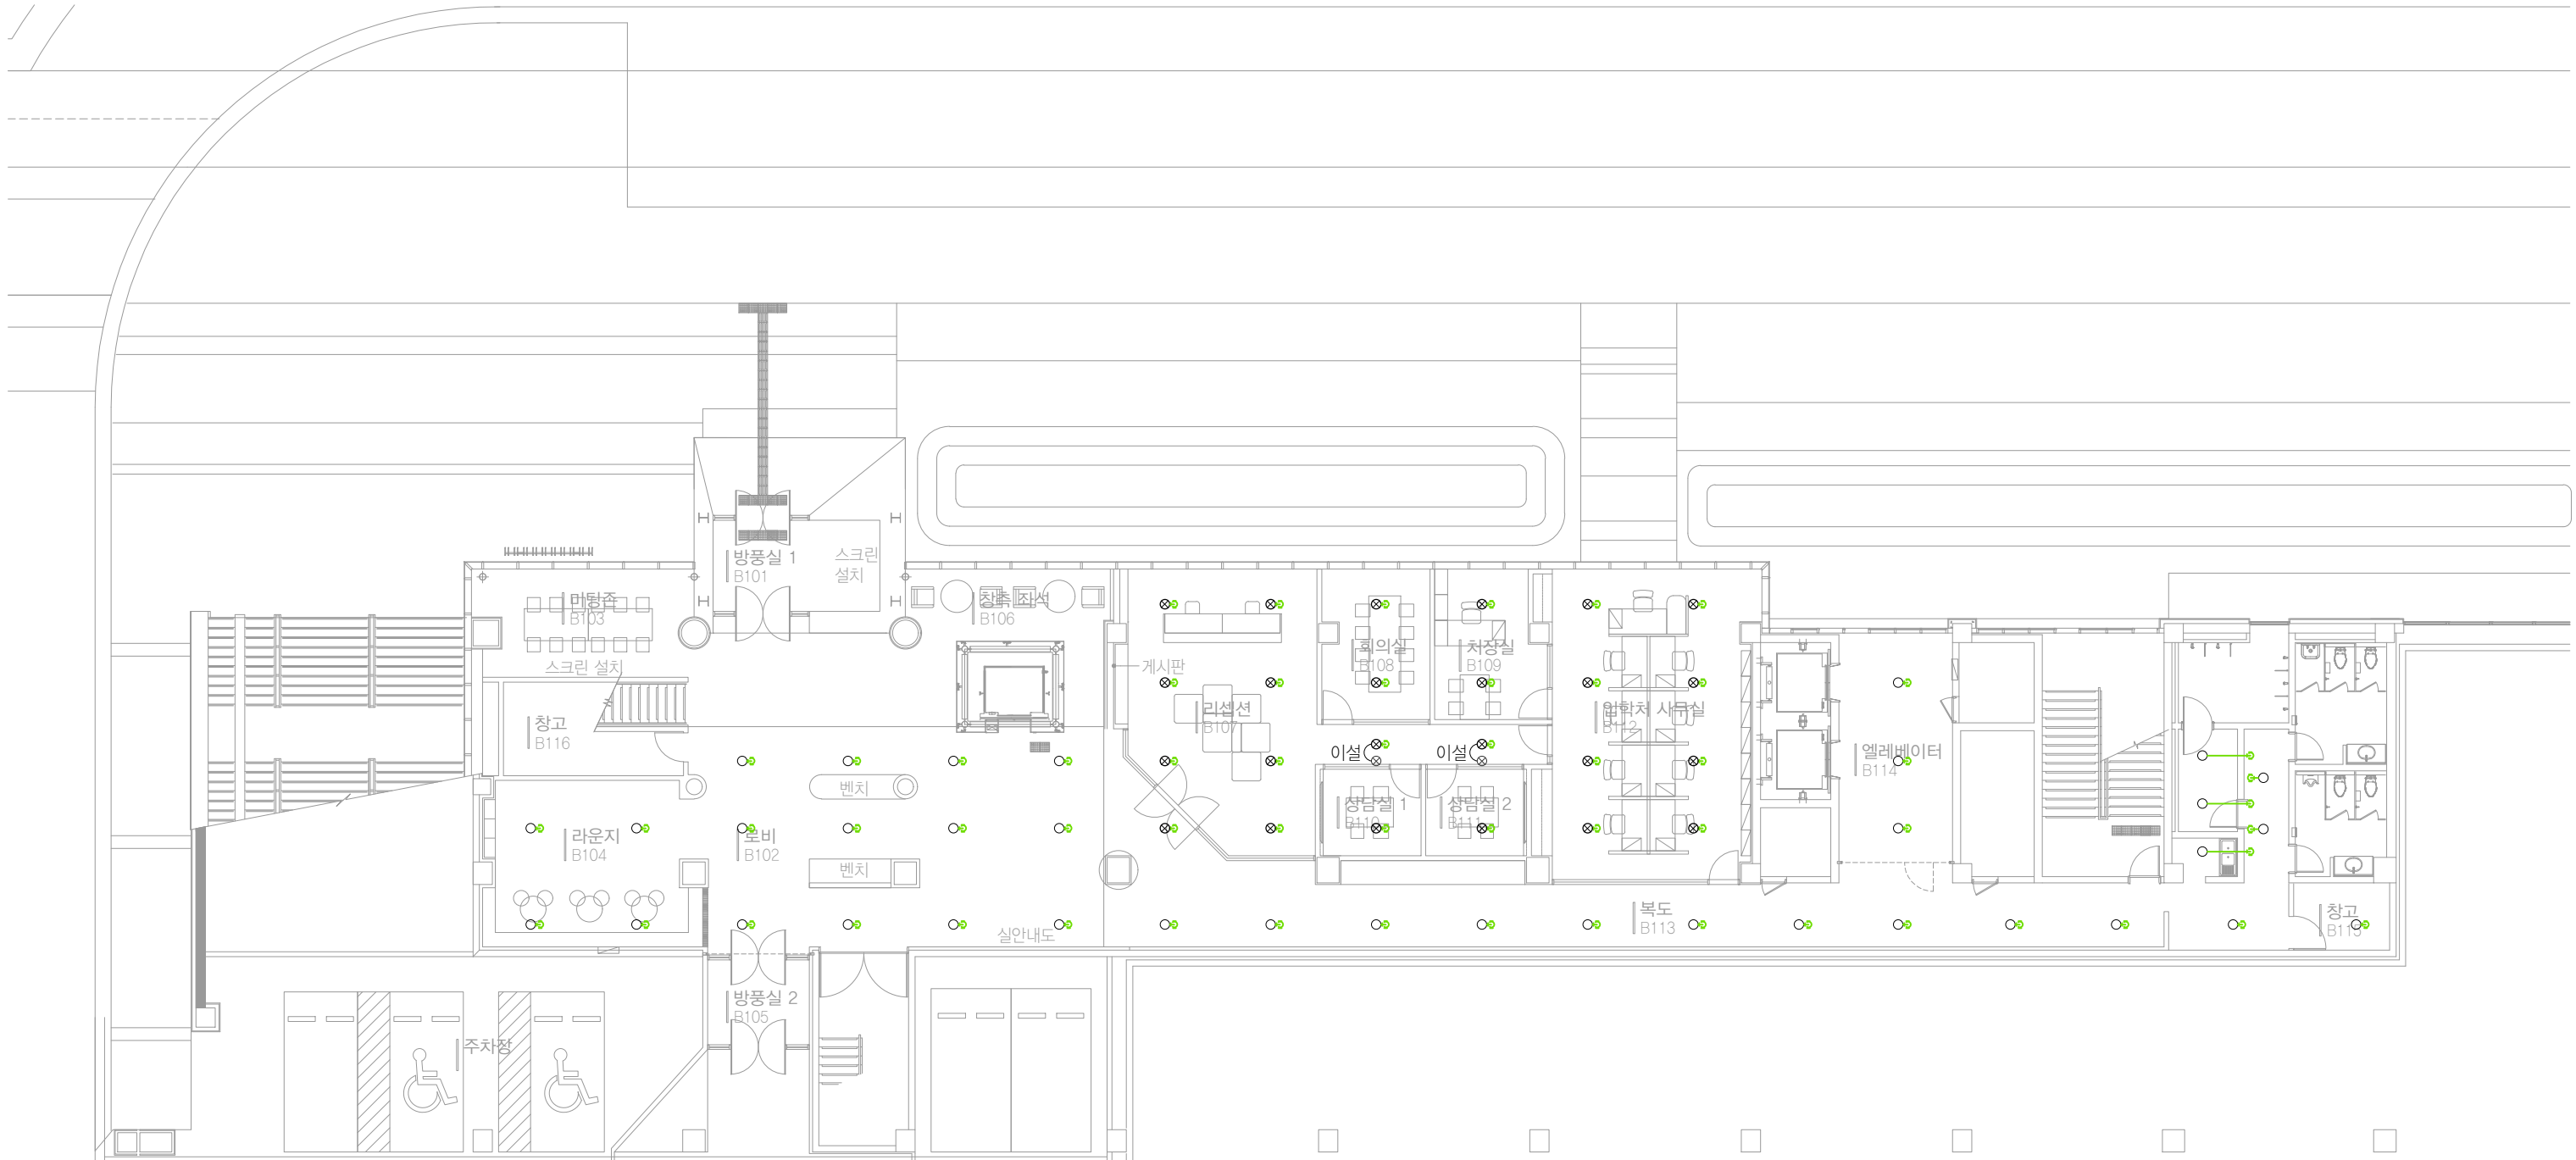 방풍실 1
B101
스크린
설치
미팅존
B103
스크린 설치
창측 좌석
B106
게시판
회의실
B108
처장실
B109
리셉션
B107
입학처 사무실
B112
창고
B116
이설
이설
엘레베이터
B114
벤치
상담실 1
B110
상담실 2
B111
라운지
B104
로비
B102
벤치
실안내도
복도
B113
창고
B115
방풍실 2
B105
주차장